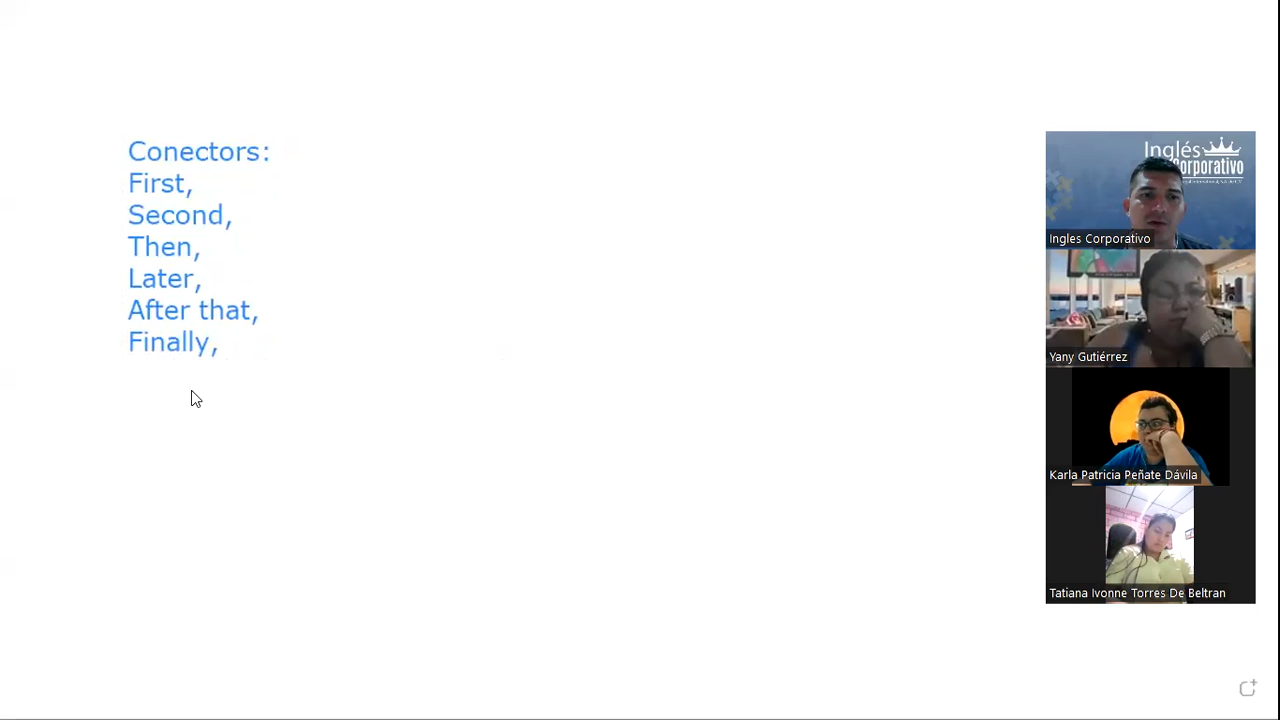 Conectors:
First,
Second,
Then,
Later,
After that,
Finally,
Inglés
Corporativo
Ingles Corporativo
Yany Gutiérrez
Karla Patricia Peñate Dávila
Tatiana Ivonne Torres De Beltran